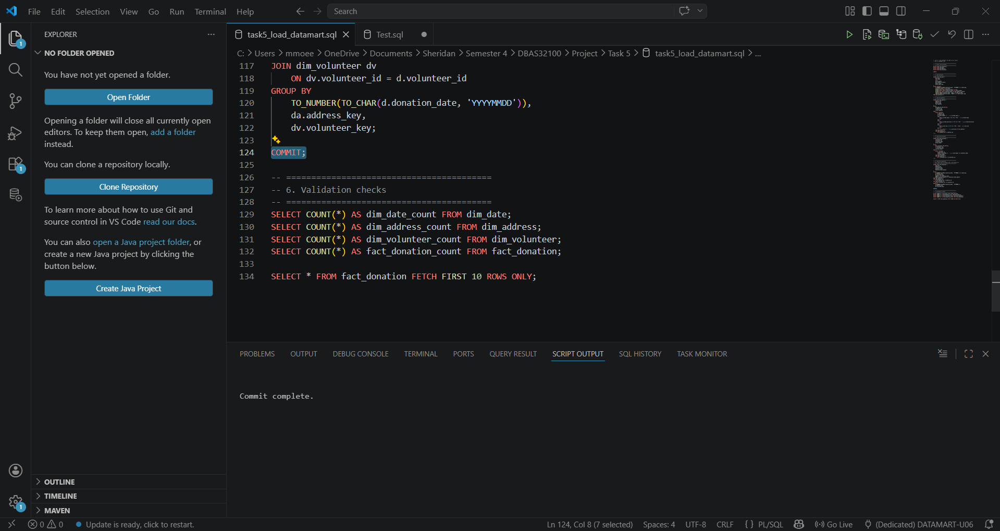 File Edit Selection View Go Run Terminal Help
Search
EXPLORER
NO FOLDER OPENED
You have not yet opened a folder.
Open Folder
Opening a folder will close all currently open
editors. To keep them open, add a folder
instead.
You can clone a repository locally.
Clone Repository
To learn more about how to use Git and
source control in VS Code read our docs.
You can also open a Java project folder, or
create a new Java project by clicking the
button below.
Create Java Project
OUTLINE
TIMELINE
MAVEN
1
1
1
task5_load_datamart.sql
Test.sql
C: > Users > mmoee > OneDrive > Documents > Sheridan > Semester 4 > DBAS32100 > Project > Task 5 > task5_load_datamart.sql > ...
117 JOIN dim_volunteer dv
118 ON dv.volunteer_id = d.volunteer_id
119 GROUP BY
120 TO_NUMBER(TO_CHAR(d.donation_date, 'YYYYMMDD')),
121 da.address_key,
122 dv.volunteer_key;
123
124 COMMIT;
125
126 -- =========================================
127 -- 6. Validation checks
128 -- =========================================
129 SELECT COUNT(*) AS dim_date_count FROM dim_date;
130 SELECT COUNT(*) AS dim_address_count FROM dim_address;
131 SELECT COUNT(*) AS dim_volunteer_count FROM dim_volunteer;
132 SELECT COUNT(*) AS fact_donation_count FROM fact_donation;
133
134 SELECT * FROM fact_donation FETCH FIRST 10 ROWS ONLY;
PROBLEMS OUTPUT DEBUG CONSOLE TERMINAL PORTS QUERY RESULT SCRIPT OUTPUT SQL HISTORY TASK MONITOR
Commit complete.
0 0 Update is ready, click to restart. Ln 124, Col 8 (7 selected) Spaces: 4 UTF-8 CRLF { } PL/SQL Go Live (Dedicated) DATAMART-U06